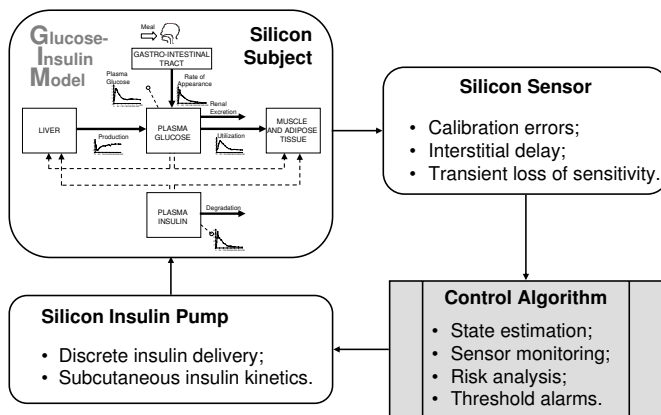 Glucose-
Insulin
Model
Silicon
Subject
Meal
GASTRO-INTESTINAL
TRACT
Plasma
Glucose
Rate of
Appearance
Renal
Excretion
LIVER
Production
PLASMA
GLUCOSE
Utilization
MUSCLE
AND ADIPOSE
TISSUE
PLASMA
INSULIN
Degradation
Silicon Sensor
• Calibration errors;
• Interstitial delay;
• Transient loss of sensitivity.
Control Algorithm
• State estimation;
• Sensor monitoring;
• Risk analysis;
• Threshold alarms.
Silicon Insulin Pump
• Discrete insulin delivery;
• Subcutaneous insulin kinetics.